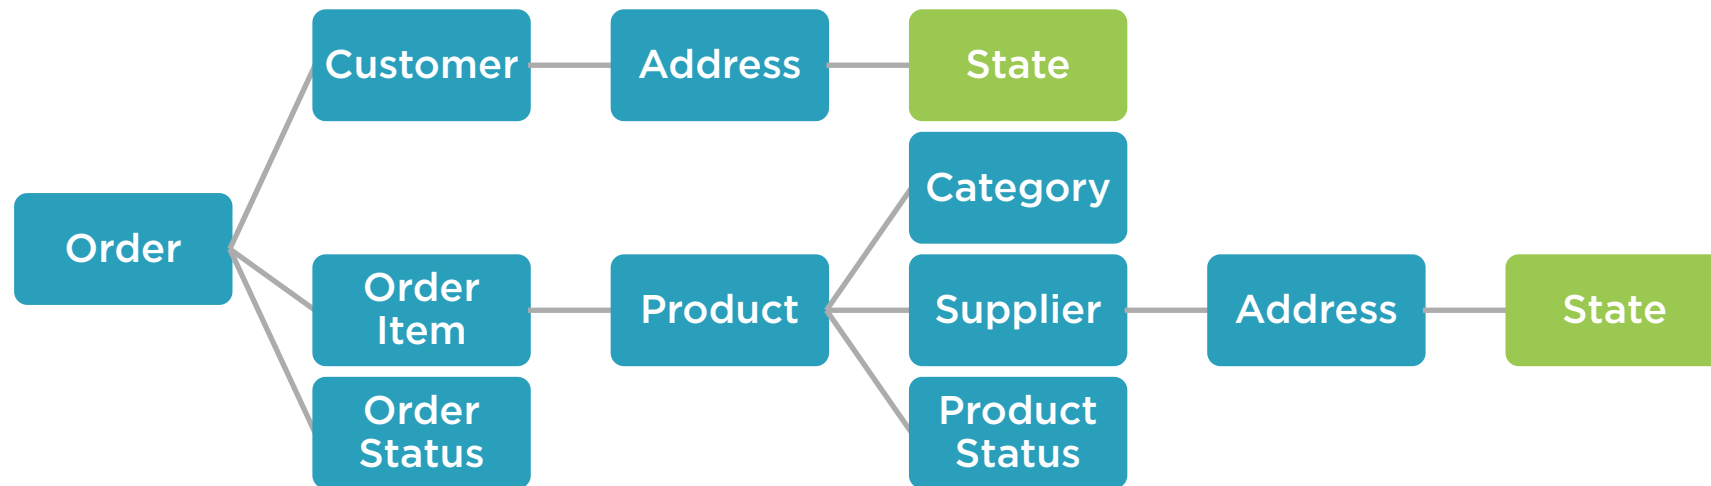 Customer
Address
State
Category
Order
Order
Item
Product
Supplier
Address
State
Order
Status
Product
Status